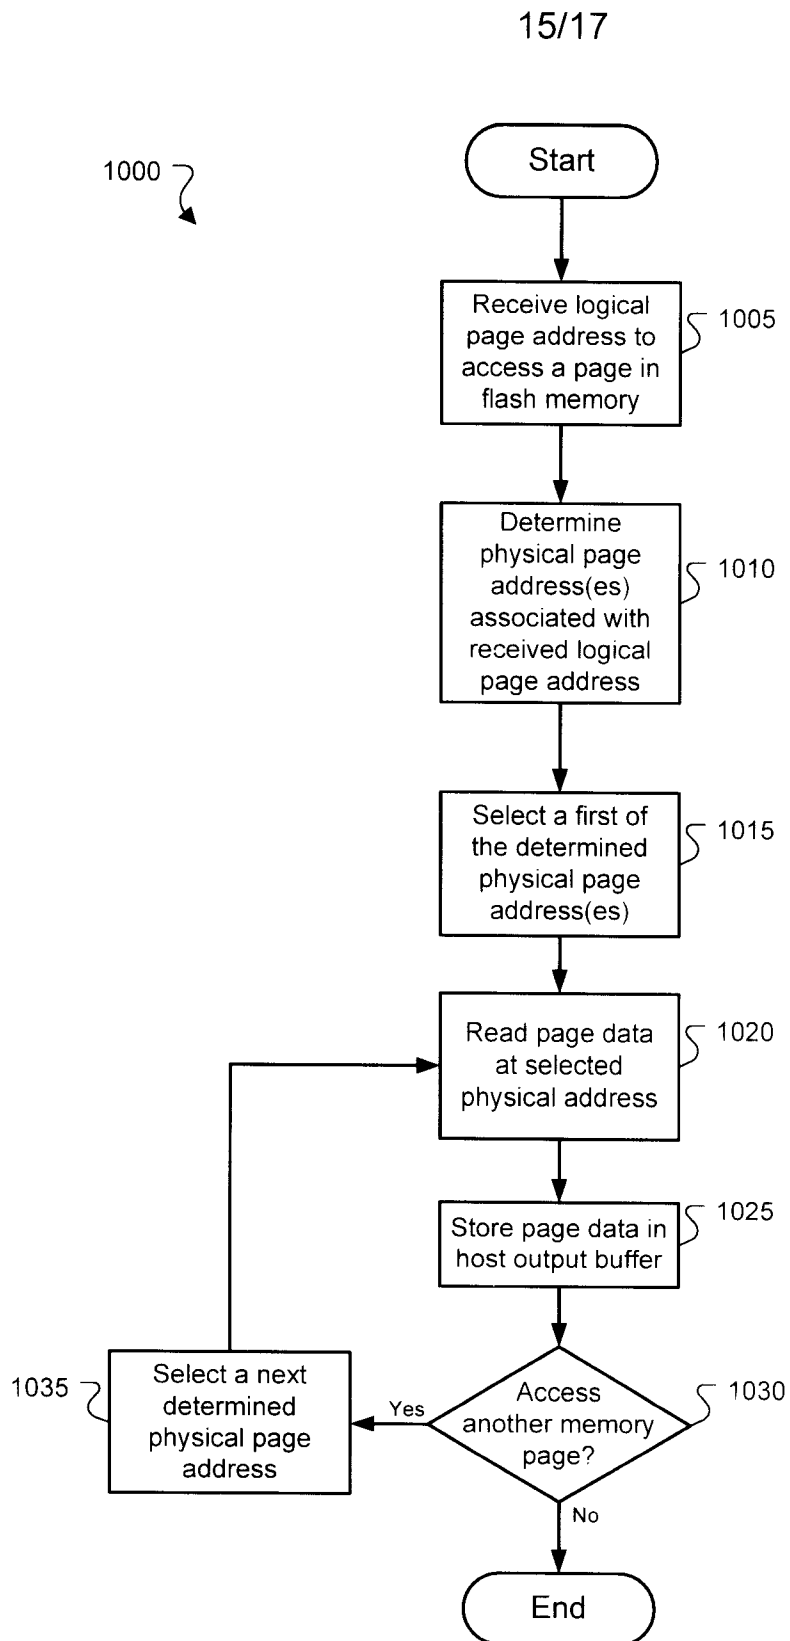 15/17
1000
Start
Receive logical
page address to
access a page in
flash memory
1005
Determine
physical page
address(es)
associated with
received logical
page address
1010
Select a first of
the determined
physical page
address(es)
1015
Read page data
at selected
physical address
1020
Store page data in
host output buffer
1025
Access
another memory
page?
1030
Yes
Select a next
determined
physical page
address
1035
No
End